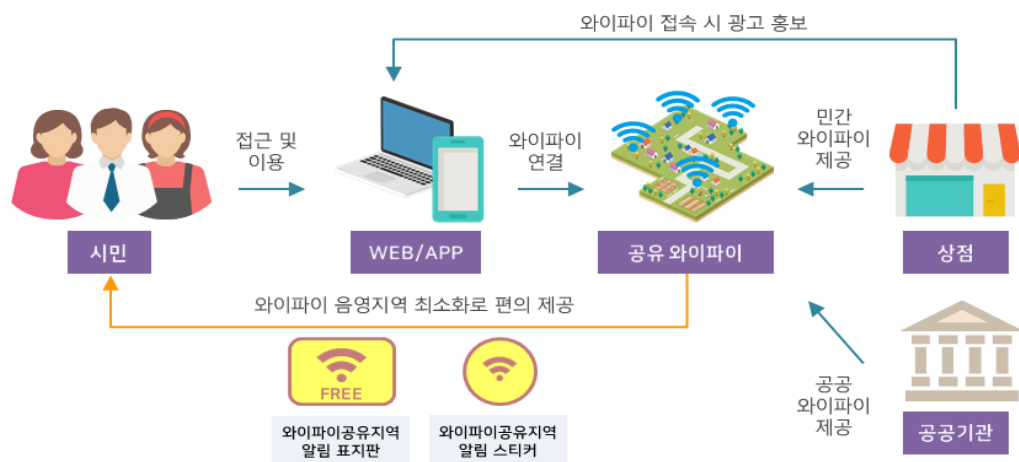 와이파이 접속 시 광고 홍보
접근 및
이용
와이파이
연결
민간
와이파이
제공
시민
WEB/APP
공유 와이파이
상점
와이파이 음영지역 최소화로 편의 제공
FREE
와이파이공유지역
알림 표지판
와이파이공유지역
알림 스티커
공공
와이파이
제공
공공기관